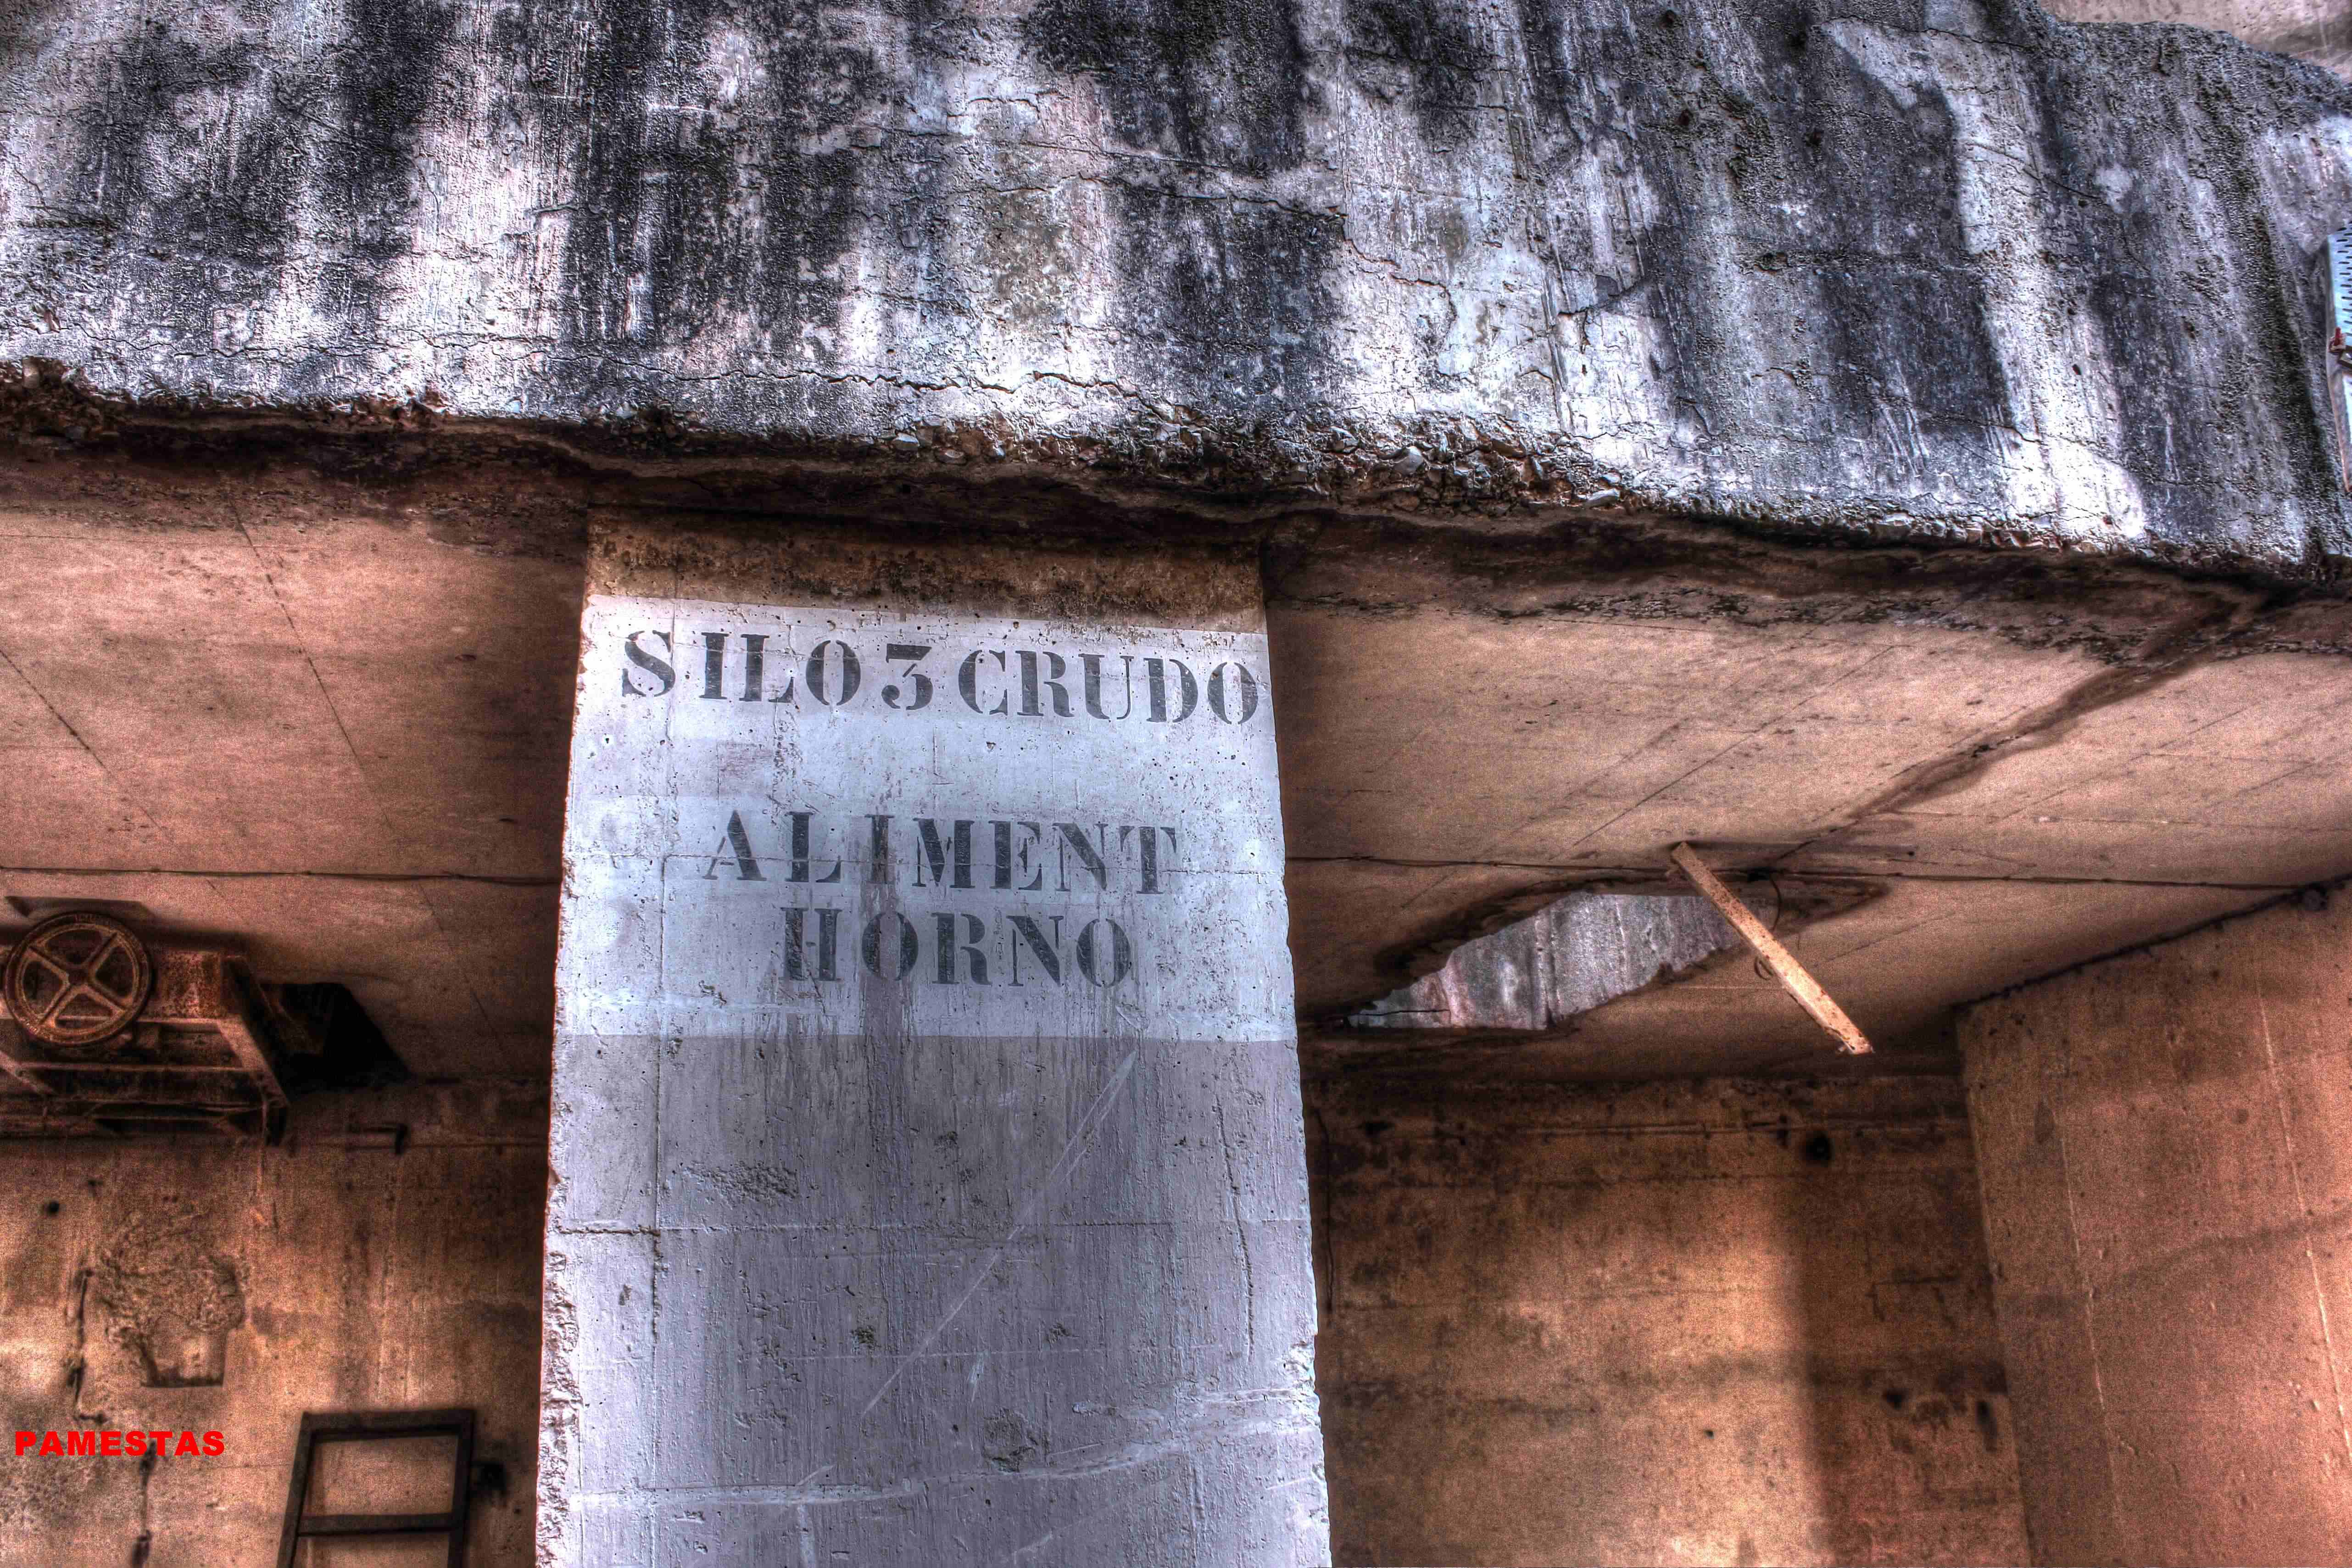 SILO 3 CRUDO
ALIMENT
HORNO
PAMESTAS